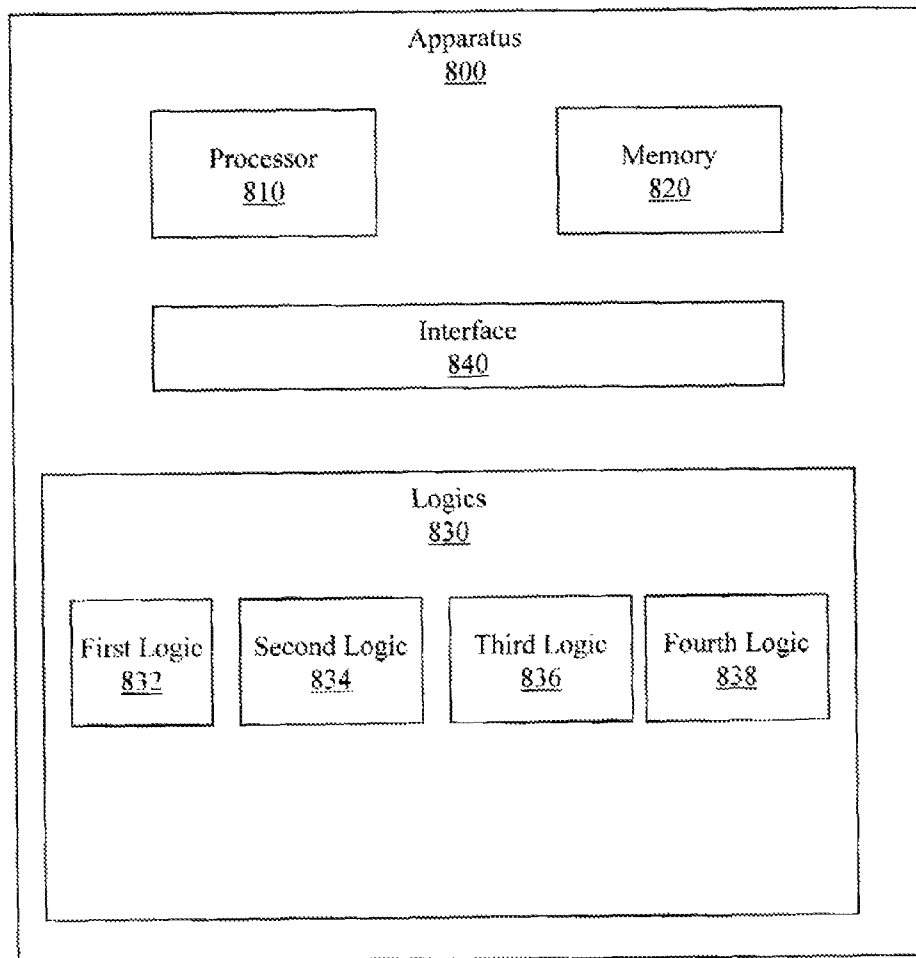 Apparatus
800
Processor
810
Memory
820
Interface
840
Logics
830
First Logic
832
Second Logic
834
Third Logic
836
Fourth Logic
838